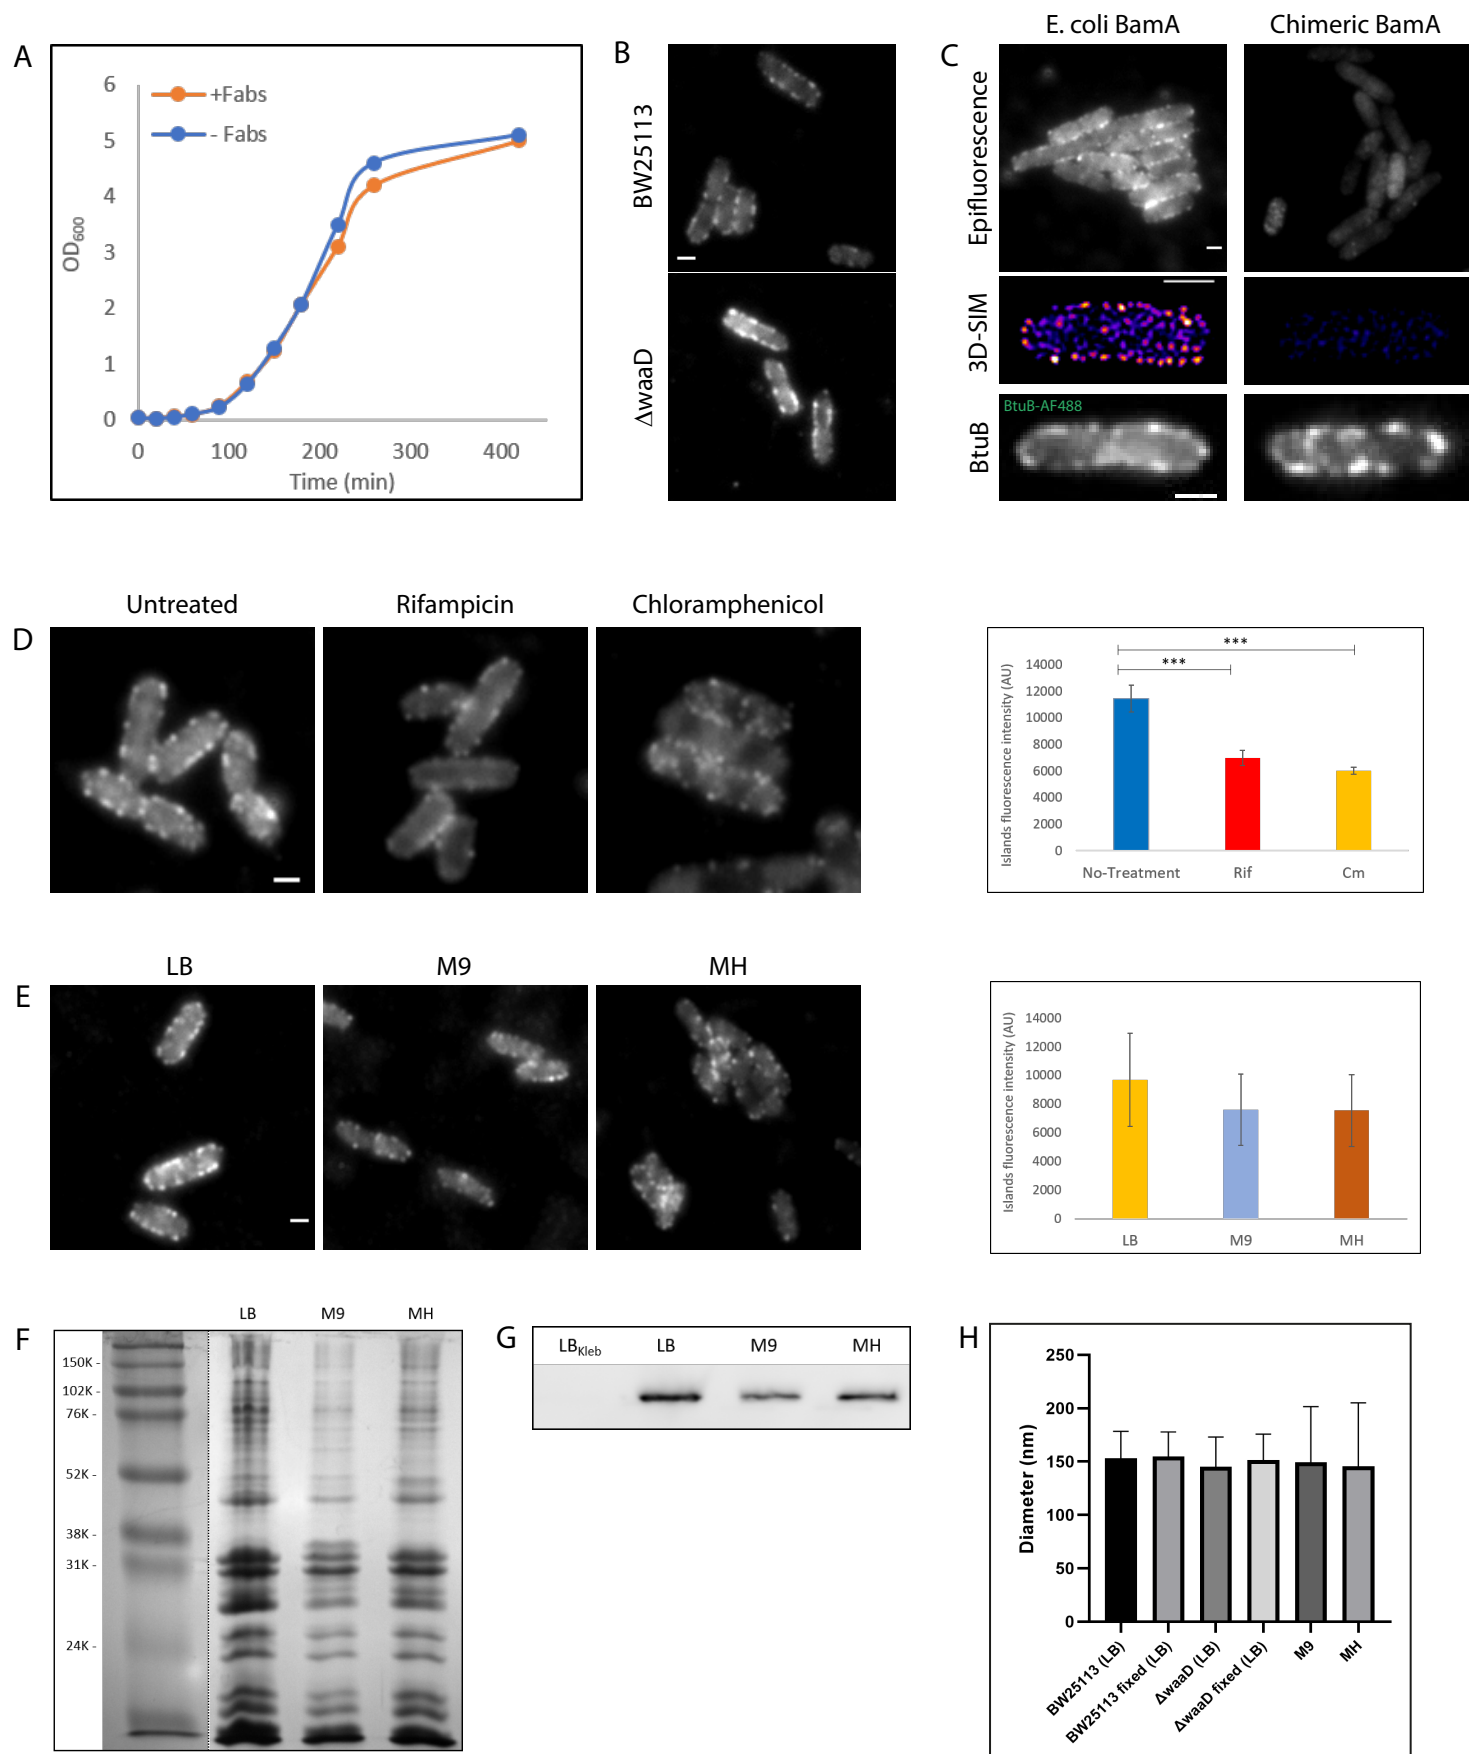 A
6
5
4
3
2
1
0
OD600
+Fabs
- Fabs
0 100 200 300 400
Time (min)
B
BW25113
ΔwaaD
C
E. coli BamA Chimeric BamA
Epifluorescence
3D-SIM
BtuB
BtuB-AF488
D
Untreated Rifampicin Chloramphenicol
Islands fluorescence intensity (AU)
14000
12000
10000
8000
6000
4000
2000
0
***
***
No-Treatment Rif Cm
E
LB M9 MH
Islands fluorescence intensity (AU)
14000
12000
10000
8000
6000
4000
2000
0
LB M9 MH
F
LB M9 MH
150K -
102K -
76K -
52K -
38K -
31K -
24K -
G
LBKleb LB M9 MH
H
Diameter (nm)
250
200
150
100
50
0
BW25113 (LB)
BW25113 fixed (LB)
ΔwaaD (LB)
ΔwaaD fixed (LB)
M9
MH